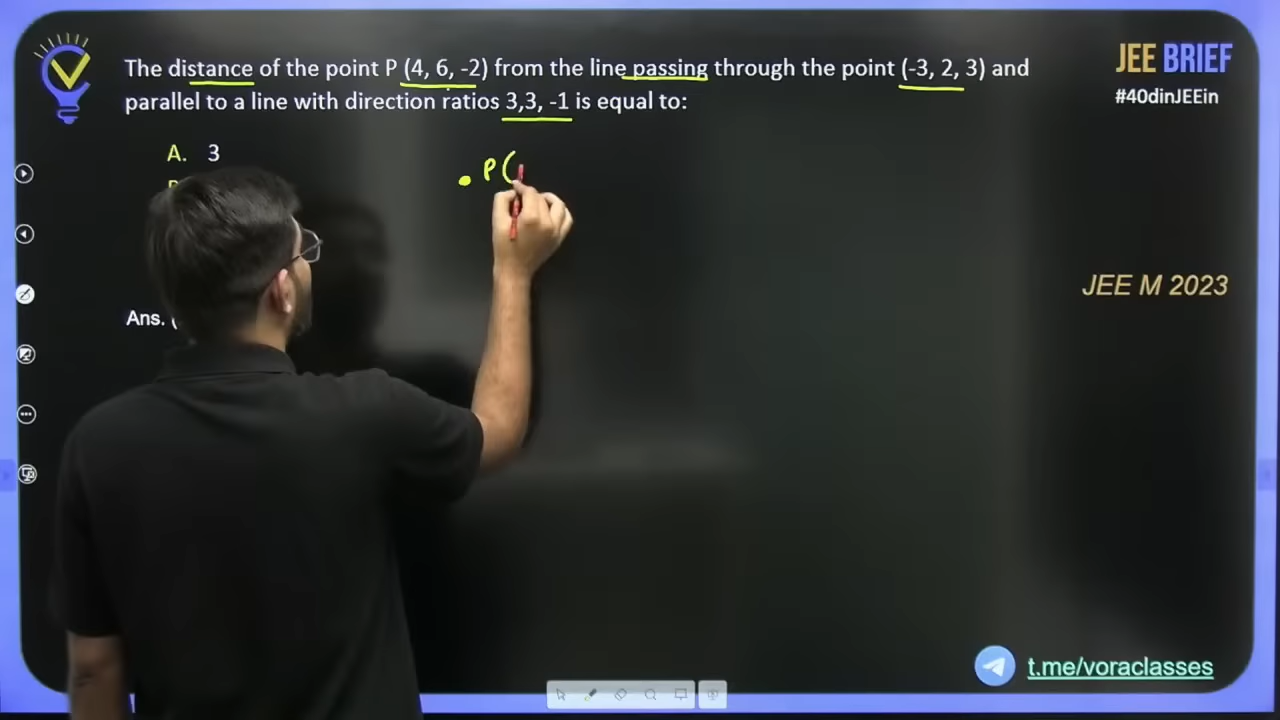 The distance of the point P (4, 6, -2) from the line passing through the point (-3, 2, 3) and
parallel to a line with direction ratios 3,3, -1 is equal to:
JEE BRIEF
#40dinJEEin
A. 3
P(
JEE M 2023
Ans. (
t.me/voraclasses